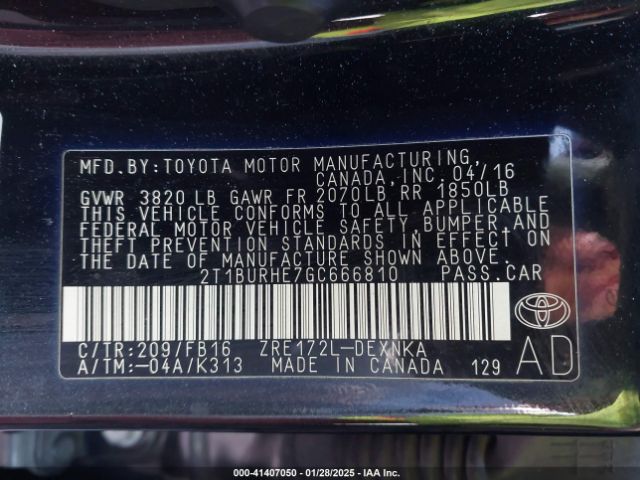 MFD. BY: TOYOTA MOTOR MANUFACTURING,
CANADA, INC. 04/16
GVWR 3820 LB GAWR FR 2070LB, RR 1850LB
THIS VEHICLE CONFORMS TO ALL APPLICABLE
FEDERAL MOTOR VEHICLE SAFETY, BUMPER, AND
THEFT PREVENTION STANDARDS IN EFFECT ON
THE DATE OF MANUFACTURE SHOWN ABOVE.
2T1BURHE7GC666810 PASS. CAR
C/TR: 209/FB16 ZRE172L-DEXNKA
A/TM: -04A/K313 MADE IN CANADA 129
AD
TOYOTA
000-41407050 | 01/28/2025 - IAA Inc.